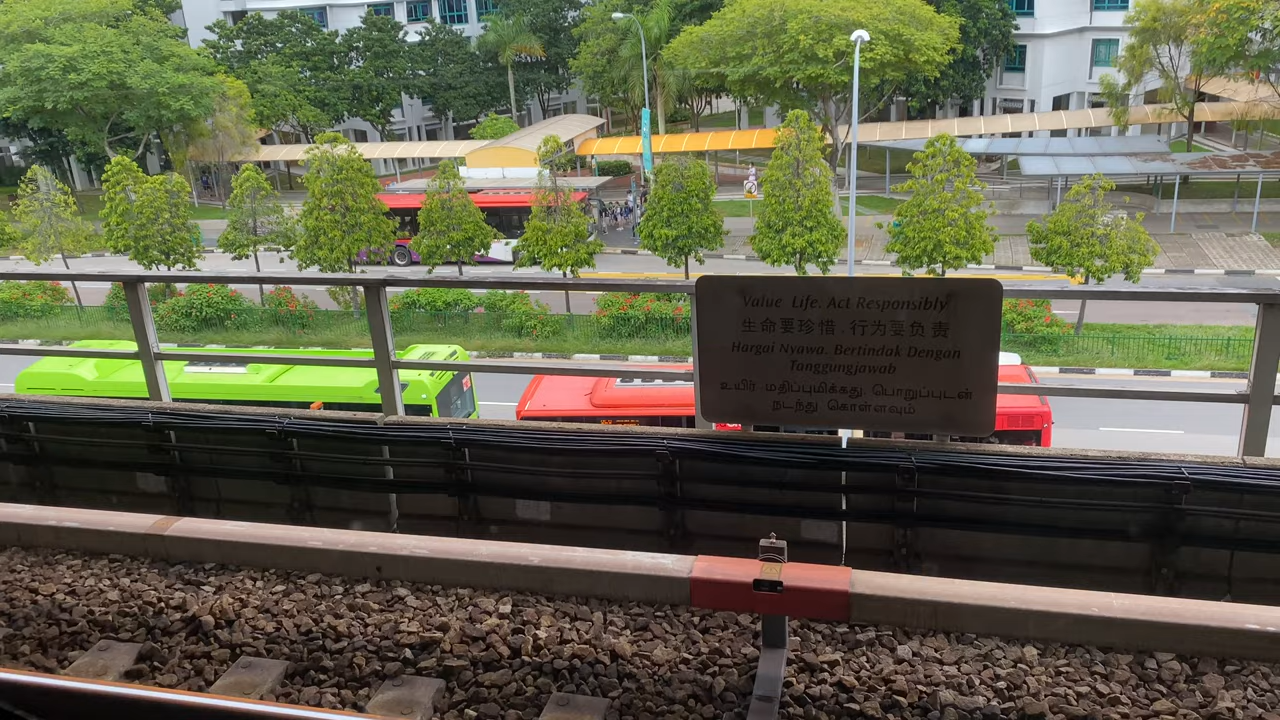 Value Life. Act Responsibly
生命要珍惜．行为要负责
Hargai Nyawa. Bertindak Dengan
Tanggungjawab
உயிர் மதிப்புமிக்கது. பொறுப்புடன்
நடந்து கொள்ளவும்